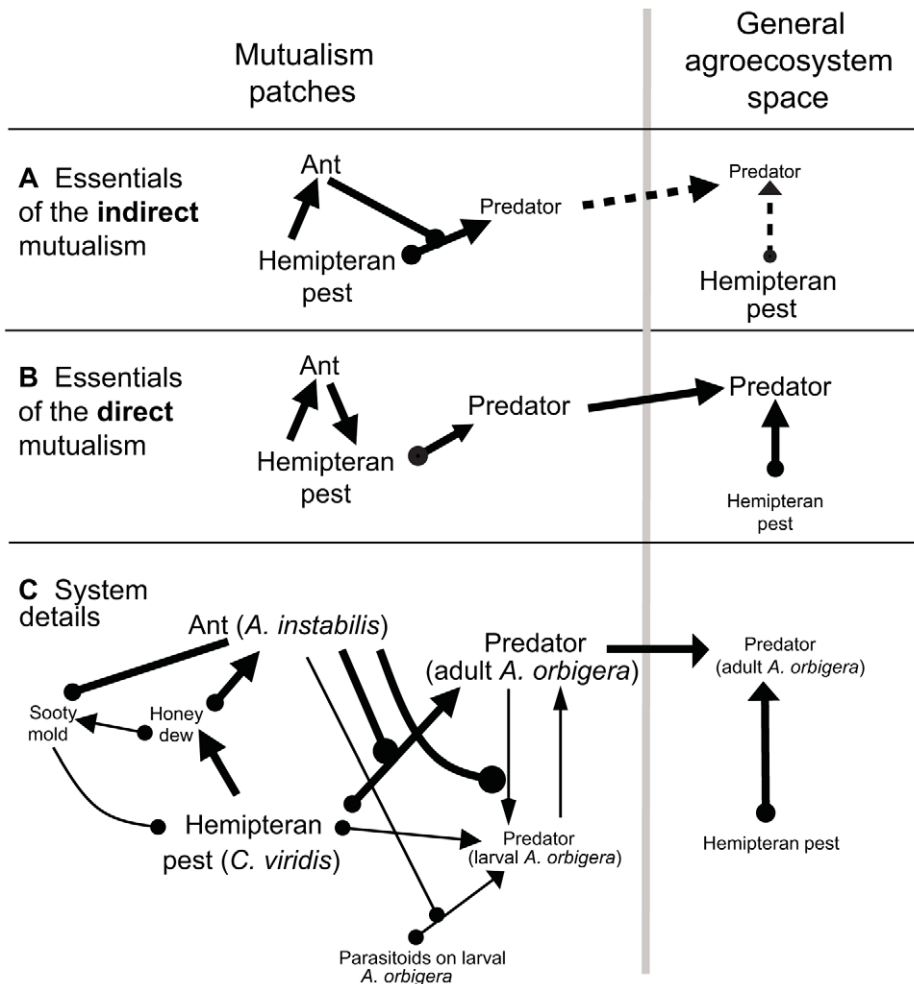 Mutualism
patches
General
agroecosystem
space
A Essentials
of the indirect
mutualism
Ant
Predator
Hemipteran
pest
Predator
Hemipteran
pest
B Essentials
of the direct
mutualism
Ant
Predator
Hemipteran
pest
Predator
Hemipteran
pest
C System
details
Ant (A. instabilis)
Predator
(adult A. orbigera)
Sooty
mold
Honey
dew
Hemipteran
pest (C. viridis)
Predator
(larval A. orbigera)
Parasitoids on larval
A. orbigera
Predator
(adult A. orbigera)
Hemipteran pest